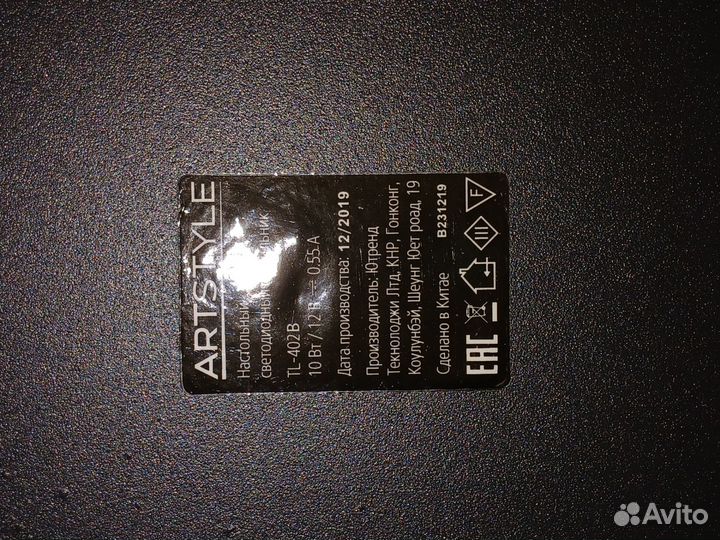 ARTSTYLE
Настольный
светодиодный
TL-402B
10 Вт / 12 В ⎓ 0.55 А
Дата производства: 12/2019
Производитель: Ютренд
Текнолоджи Лтд, КНР, Гонконг,
Коулунбэй, Шеунг Юет роад, 19
Сделано в Китае B231219
EAC F
Avito